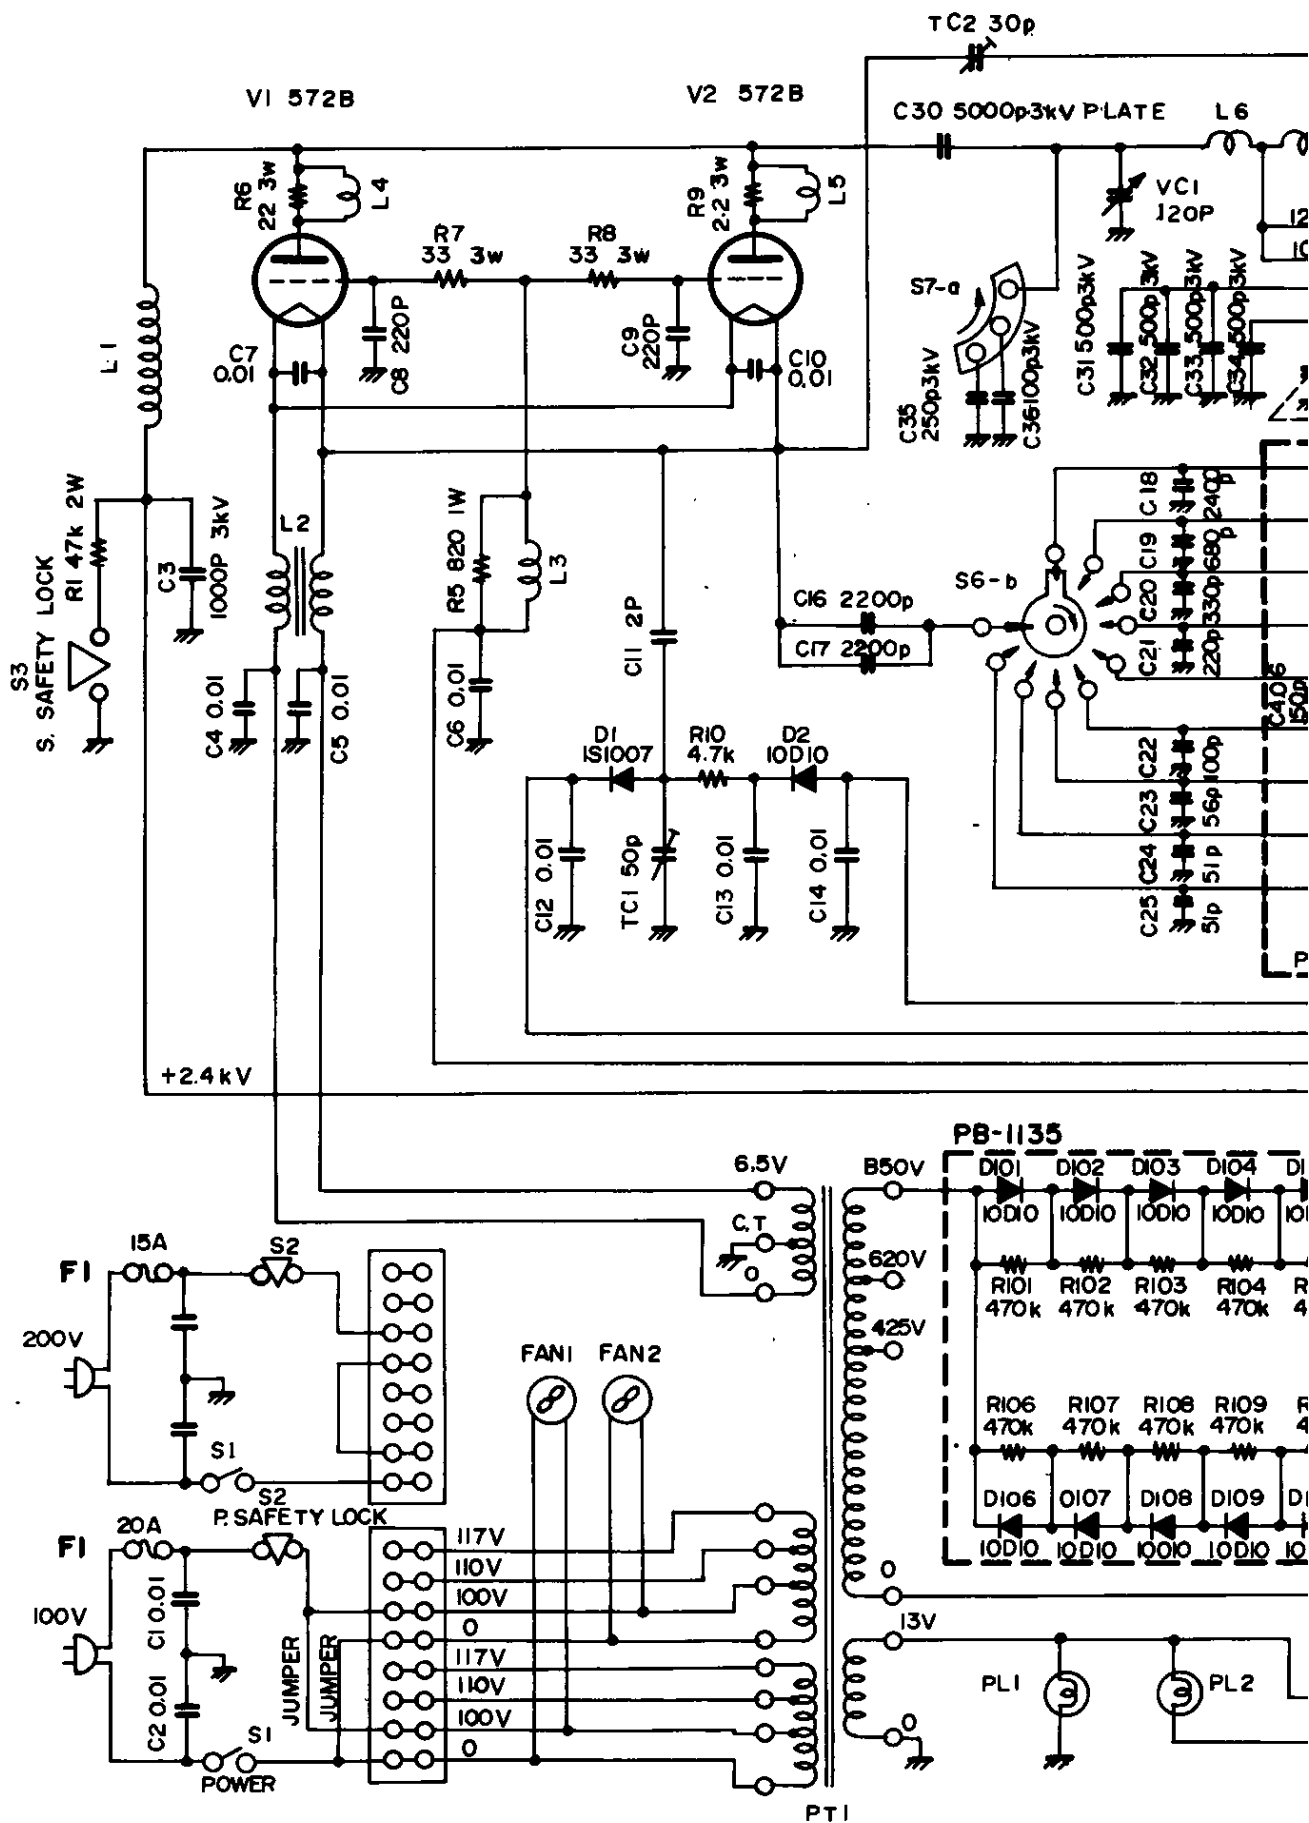 TC2 30p
V1 572B
V2 572B
C30 5000p3kV PLATE
L6
R6
22 3w
L4
R9
2.2 3w
L5
VC1
120P
R7
33 3w
R8
33 3w
12
10
S7-a
L1
C7
0.01
C8 220P
C9
220P
C10
0.01
C35
250p3kV
C36 100p3kV
C31 500p3kV
C32 500p3kV
C33 500p3kV
C34 500p3kV
S3
S. SAFETY LOCK
R1 47k 2W
C3
1000P 3kV
L2
R5 820 1W
L3
C11 2P
C16 2200p
C17 2200p
S6-b
C18
2400p
C19
680p
C20
330p
C21
220p
C406
150p
C4 0.01
C5 0.01
C6 0.01
D1
1S1007
R10
4.7k
D2
10D10
C22
100p
C23
56p
C24
51p
C25
51p
C12 0.01
TC1 50p
C13 0.01
C14 0.01
P
+2.4kV
PB-1135
6.5V
B50V
D101
D102
D103
D104
10D10
10D10
10D10
10D10
C.T
0
620V
R101
470k
R102
470k
R103
470k
R104
470k
425V
15A
S2
F1
200V
FAN1
FAN2
R106
470k
R107
470k
R108
470k
R109
470k
S1
S2
P. SAFETY LOCK
D106
O107
D108
D109
10D10
10D10
10O10
10D10
20A
F1
117V
110V
100V
0
100V
C1 0.01
C2 0.01
JUMPER
JUMPER
117V
110V
100V
0
S1
POWER
0
13V
PL1
PL2
0
PT1